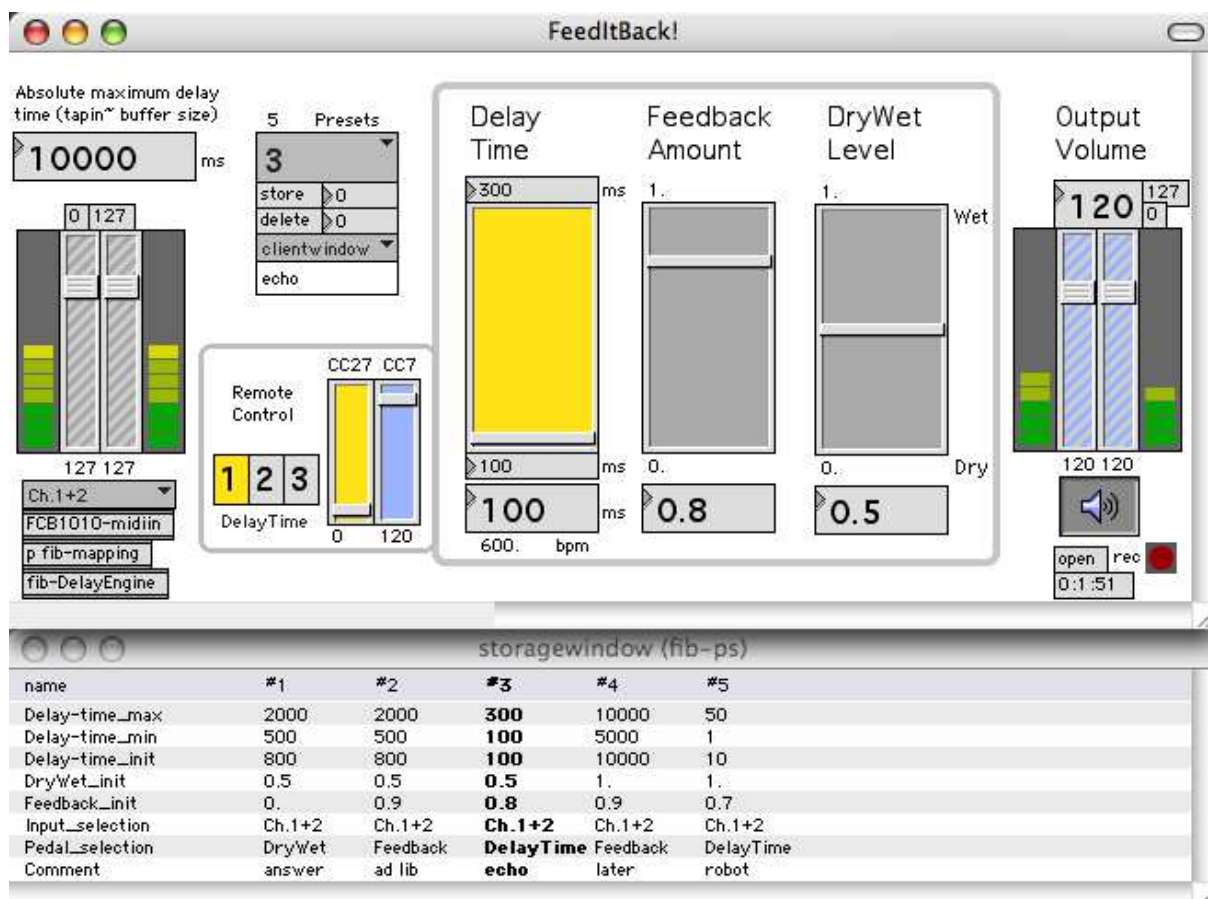 FeedItBack!
Absolute maximum delay
time (tapin~ buffer size)
10000 ms
0 127
127 127
Ch.1+2
FCB1010-midiin
p fib-mapping
fib-DelayEngine
5 Presets
3
store 0
delete 0
clientwindow
echo
CC27 CC7
Remote
Control
1 2 3
DelayTime
0 120
Delay
Time
300 ms
100 ms
100 ms
600. bpm
Feedback
Amount
1.
0.
0.8
DryWet
Level
1.
Wet
0. Dry
0.5
Output
Volume
120 127
0
120 120
open rec
0:1:51
storagewindow (fib-ps)
name #1 #2 #3 #4 #5
Delay-time_max 2000 2000 300 10000 50
Delay-time_min 500 500 100 5000 1
Delay-time_init 800 800 100 10000 10
DryWet_init 0.5 0.5 0.5 1. 1.
Feedback_init 0. 0.9 0.8 0.9 0.7
Input_selection Ch.1+2 Ch.1+2 Ch.1+2 Ch.1+2 Ch.1+2
Pedal_selection DryWet Feedback DelayTime Feedback DelayTime
Comment answer ad lib echo later robot